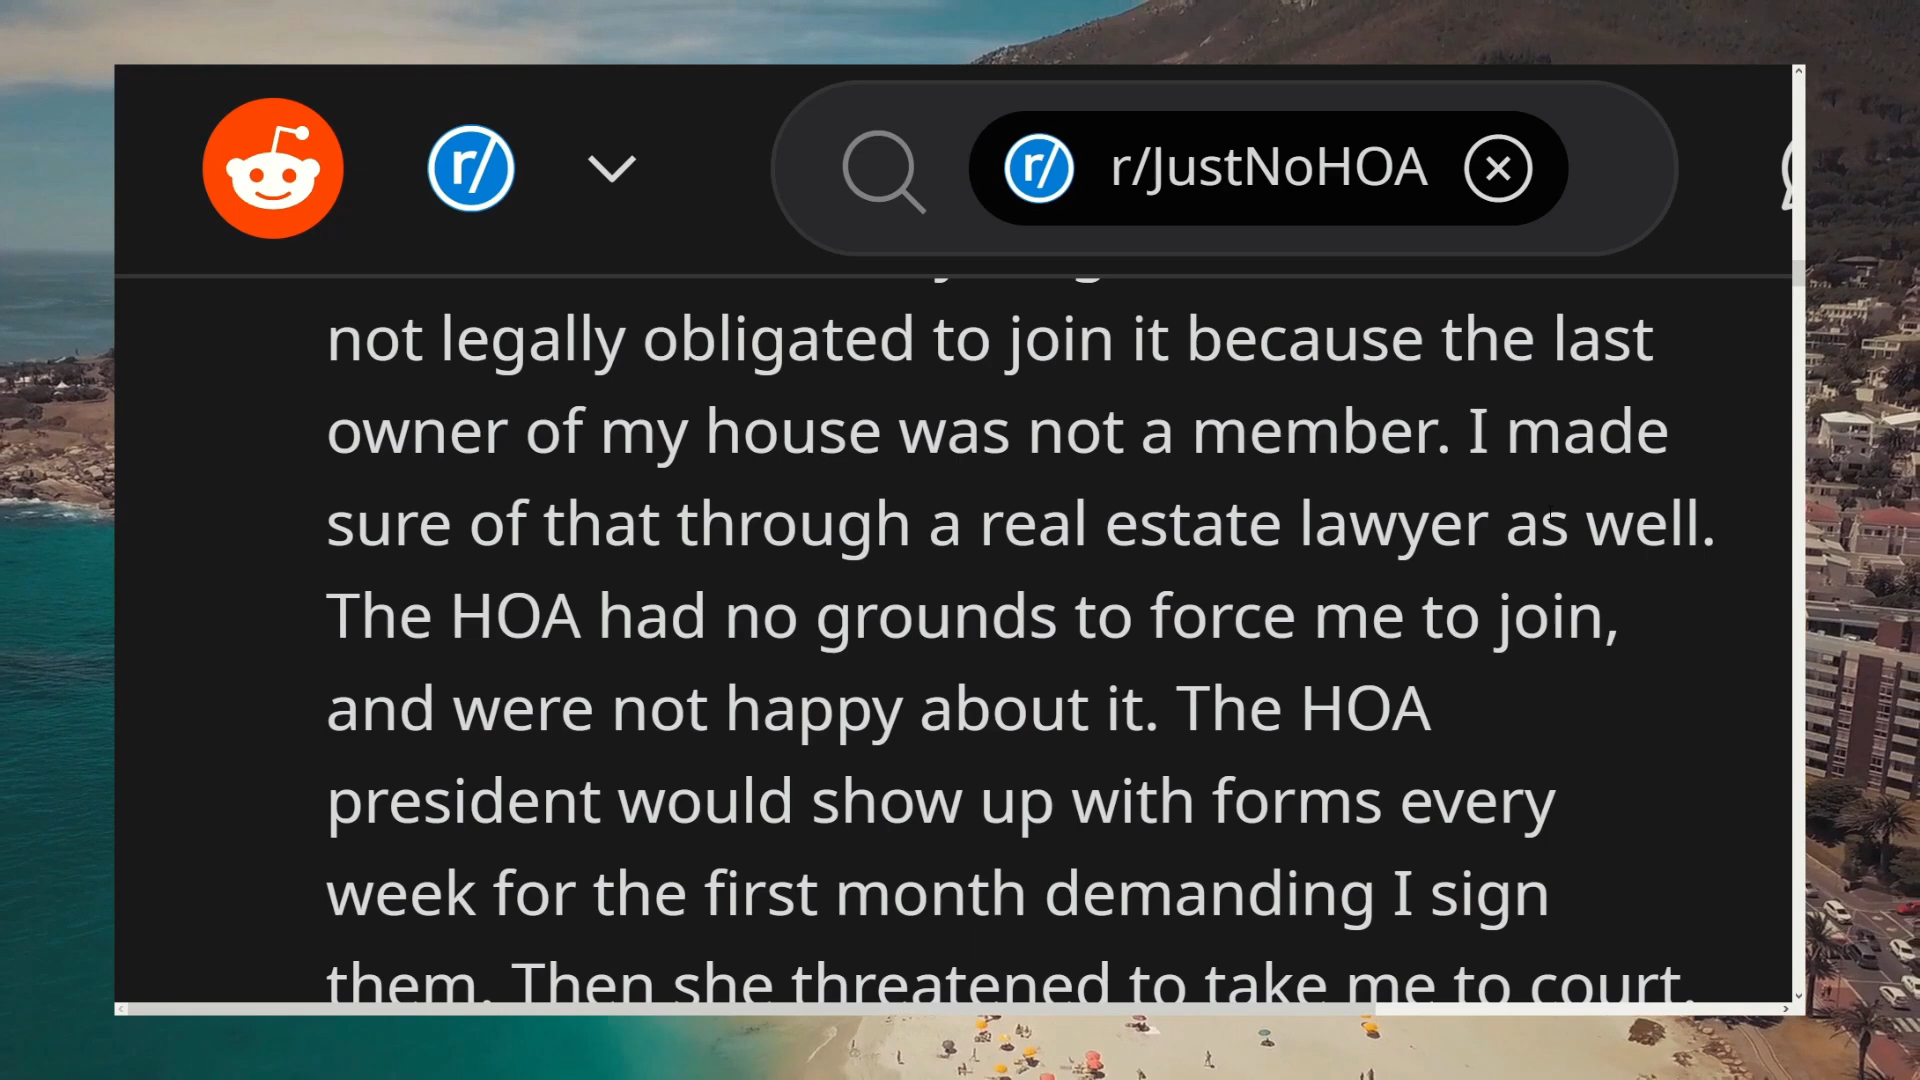 r/
r/ r/JustNoHOA
not legally obligated to join it because the last
owner of my house was not a member. I made
sure of that through a real estate lawyer as well.
The HOA had no grounds to force me to join,
and were not happy about it. The HOA
president would show up with forms every
week for the first month demanding I sign
them. Then she threatened to take me to court.